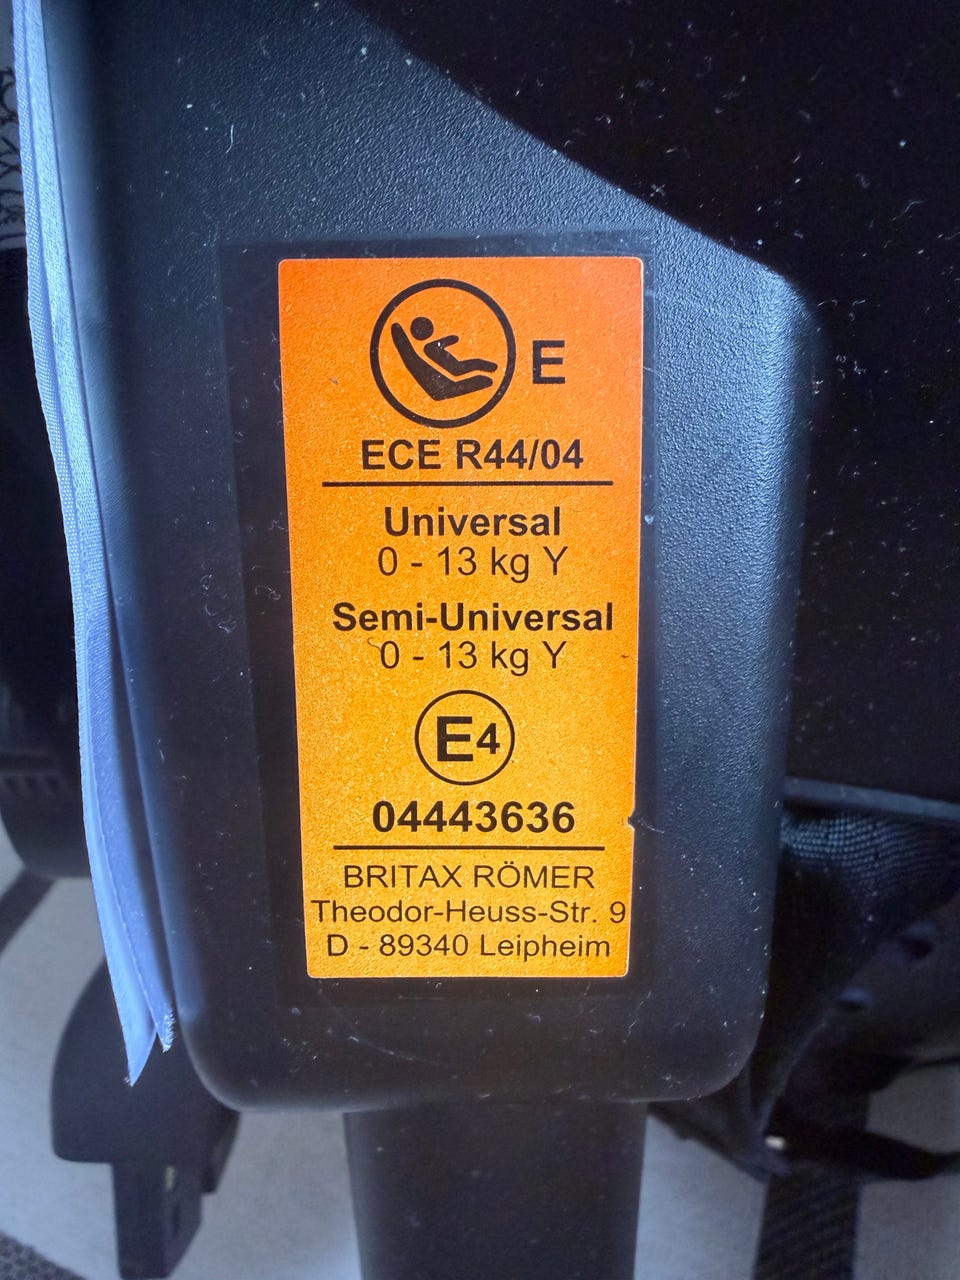 E
ECE R44/04
Universal
0 - 13 kg Y
Semi-Universal
0 - 13 kg Y
E4
04443636
BRITAX RÖMER
Theodor-Heuss-Str. 9
D - 89340 Leipheim